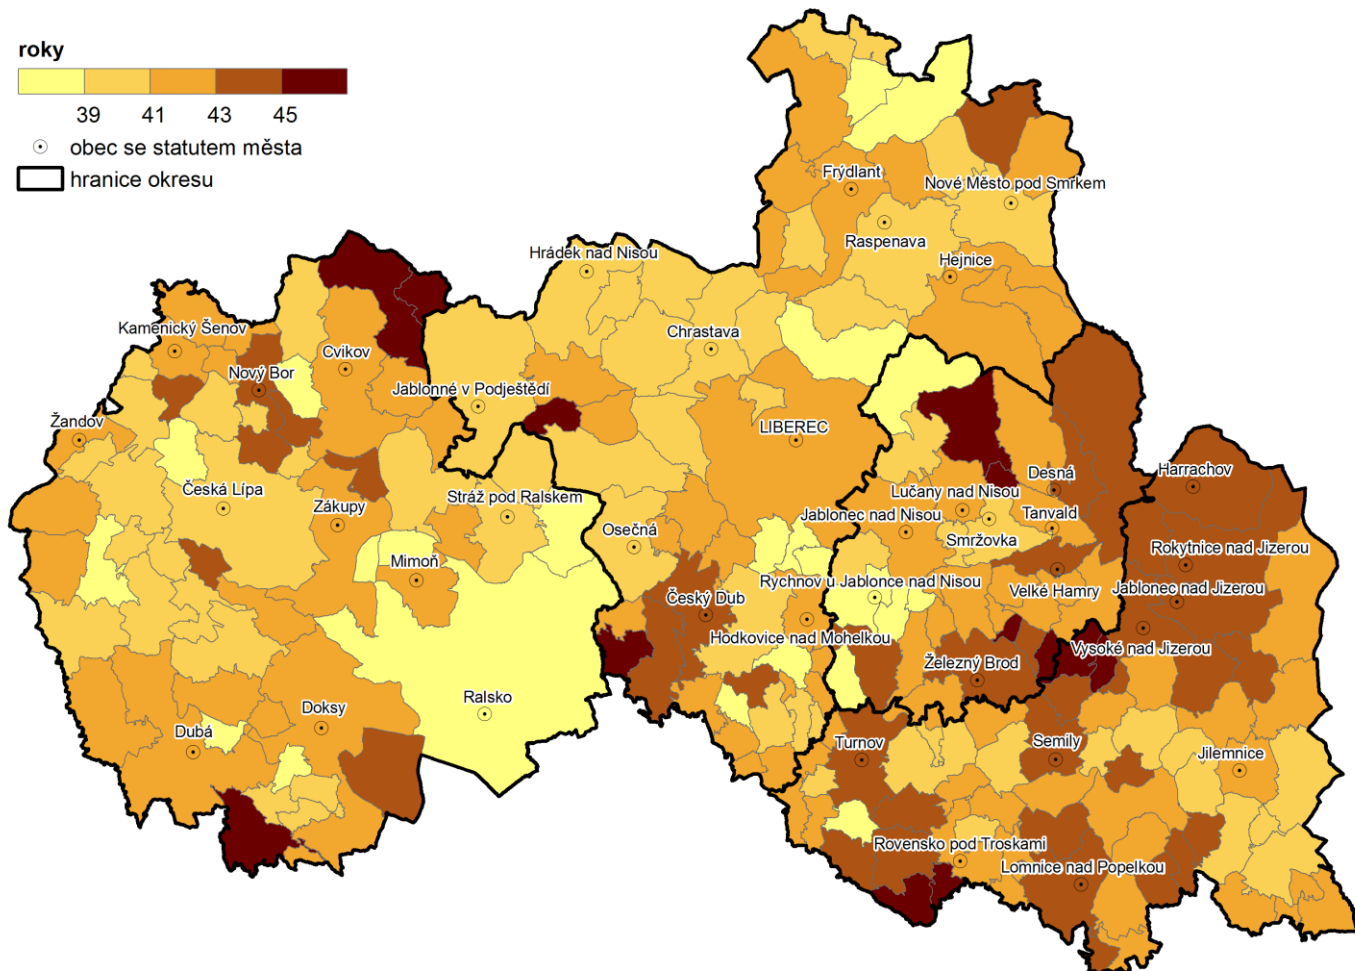 roky
39 41 43 45
obec se statutem města
hranice okresu
Frýdlant
Nové Město pod Smrkem
Raspenava
Hrádek nad Nisou
Hejnice
Kamenický Šenov
Chrastava
Cvikov
Nový Bor
Jablonné v Podještědí
Žandov
LIBEREC
Harrachov
Desná
Česká Lípa
Stráž pod Ralskem
Lučany nad Nisou
Zákupy
Jablonec nad Nisou
Tanvald
Osečná
Smržovka
Rokytnice nad Jizerou
Mimoň
Rychnov u Jablonce nad Nisou
Velké Hamry
Jablonec nad Jizerou
Český Dub
Hodkovice nad Mohelkou
Vysoké nad Jizerou
Železný Brod
Ralsko
Doksy
Dubá
Turnov
Semily
Jilemnice
Rovensko pod Troskami
Lomnice nad Popelkou